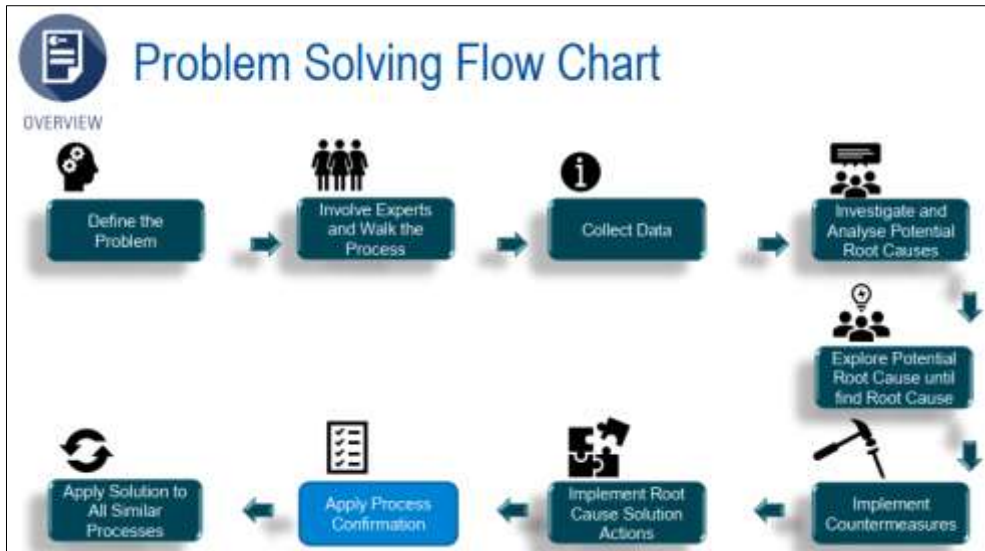 Problem Solving Flow Chart
OVERVIEW
Define the
Problem
Involve Experts
and Walk the
Process
Collect Data
Investigate and
Analyse Potential
Root Causes
Explore Potential
Root Cause until
find Root Cause
Implement
Countermeasures
Implement Root
Cause Solution
Actions
Apply Process
Confirmation
Apply Solution to
All Similar
Processes